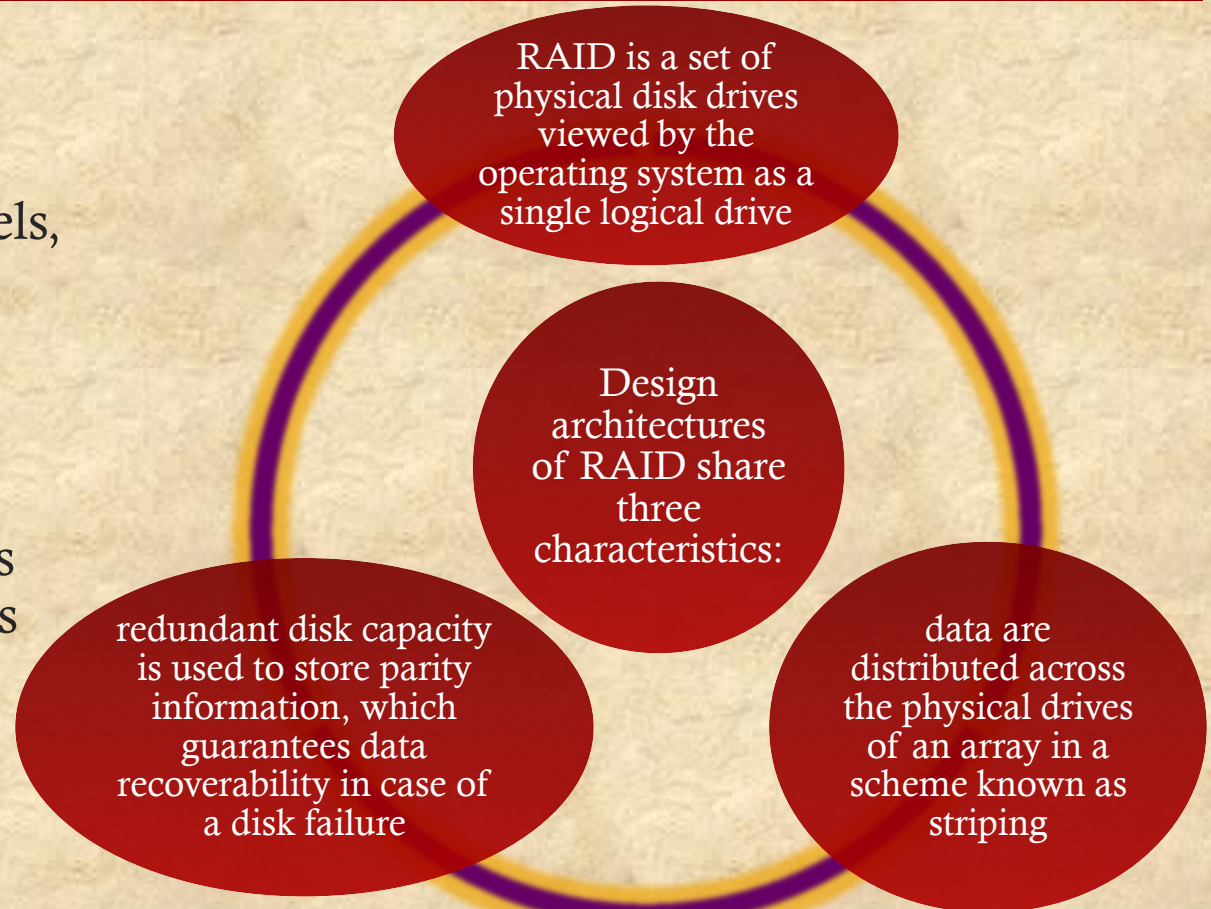 els,
s
s
RAID is a set of
physical disk drives
viewed by the
operating system as a
single logical drive
Design
architectures
of RAID share
three
characteristics:
redundant disk capacity
is used to store parity
information, which
guarantees data
recoverability in case of
a disk failure
data are
distributed across
the physical drives
of an array in a
scheme known as
striping